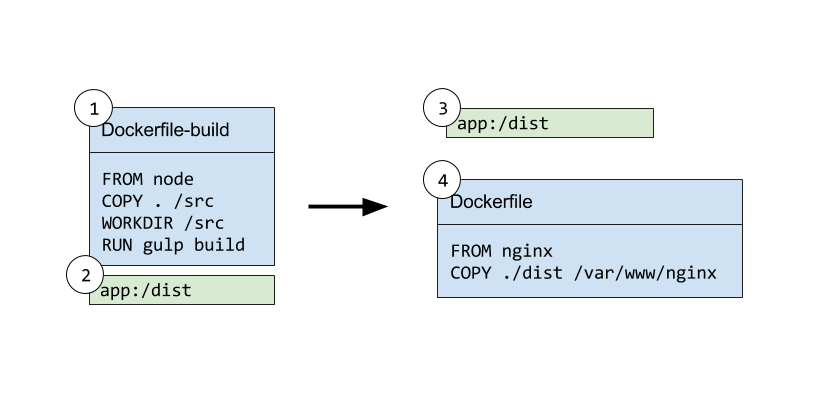 1
Dockerfile-build
FROM node
COPY . /src
WORKDIR /src
RUN gulp build
2
app:/dist
3
app:/dist
4
Dockerfile
FROM nginx
COPY ./dist /var/www/nginx